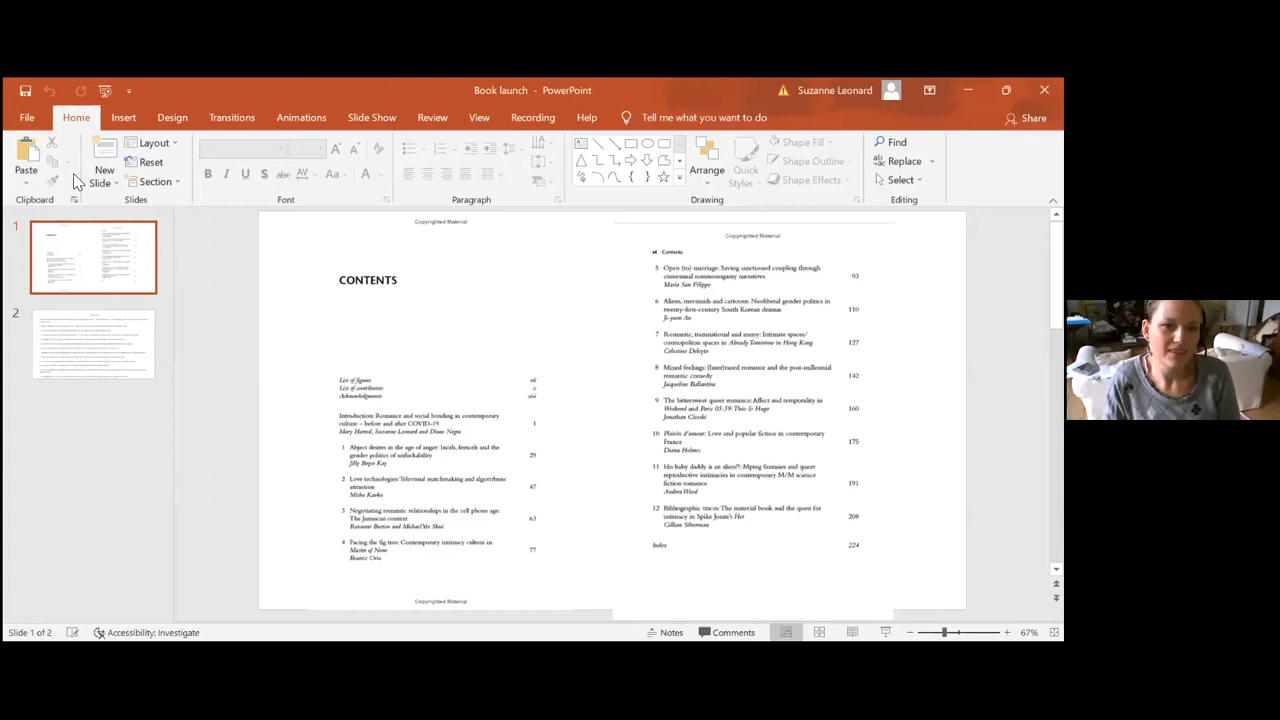 Book launch - PowerPoint
Suzanne Leonard
File Home Insert Design Transitions Animations Slide Show Review View Recording Help Tell me what you want to do Share
Paste
New Slide
Layout
Reset
Section
B I U S abc AV Aa A
Arrange
Quick Styles
Shape Fill
Shape Outline
Shape Effects
Find
Replace
Select
Clipboard Slides Font Paragraph Drawing Editing
1
2
Copyrighted Material
CONTENTS
List of figures vii
List of contributors x
Acknowledgments xiii
Introduction: Romance and social bonding in contemporary
culture – before and after COVID-19 1
Mary Harrod, Suzanne Leonard and Diane Negra
1 Abject desires in the age of anger: Incels, femcels and the
gender politics of unfuckability 29
Jilly Boyce Kay
2 Love technologies: Televisual matchmaking and algorithmic
attraction 47
Misha Kavka
3 Negotiating romantic relationships in the cell phone age:
The Jamaican context 63
4 Facing the fig tree: Contemporary intimacy culture in
Master of None 77
Beatriz Oria
Copyrighted Material
Copyrighted Material
vi Contents
5 Open (to) marriage: Saving sanctioned coupling through
consensual nonmonogamy narratives 93
Maria San Filippo
6 Aliens, mermaids and cartoons: Neoliberal gender politics in
twenty-first-century South Korean dramas 110
Ji-yoon An
7 Romantic, transnational and messy: Intimate spaces/
cosmopolitan spaces in Already Tomorrow in Hong Kong 127
Celestino Deleyto
8 Mixed feelings: (Inter)raced romance and the post-millennial
romantic comedy 142
Jacqueline Ballantine
9 The bittersweet queer romance: Affect and temporality in
Weekend and Paris 05:59: Théo & Hugo 160
Jonathan
10 Plaisirs d'amour: Love and popular fiction in contemporary
France 175
Diana Holmes
11 His baby daddy is an alien!!!: Mpreg fantasies and queer
reproductive intimacies in contemporary M/M science
fiction romance 191
Andrea Wood
12 Bibliographic traces: The material book and the quest for
intimacy in Spike Jonze's Her 208
Gillian Silverman
Index 224
Slide 1 of 2 Accessibility: Investigate Notes Comments 67%